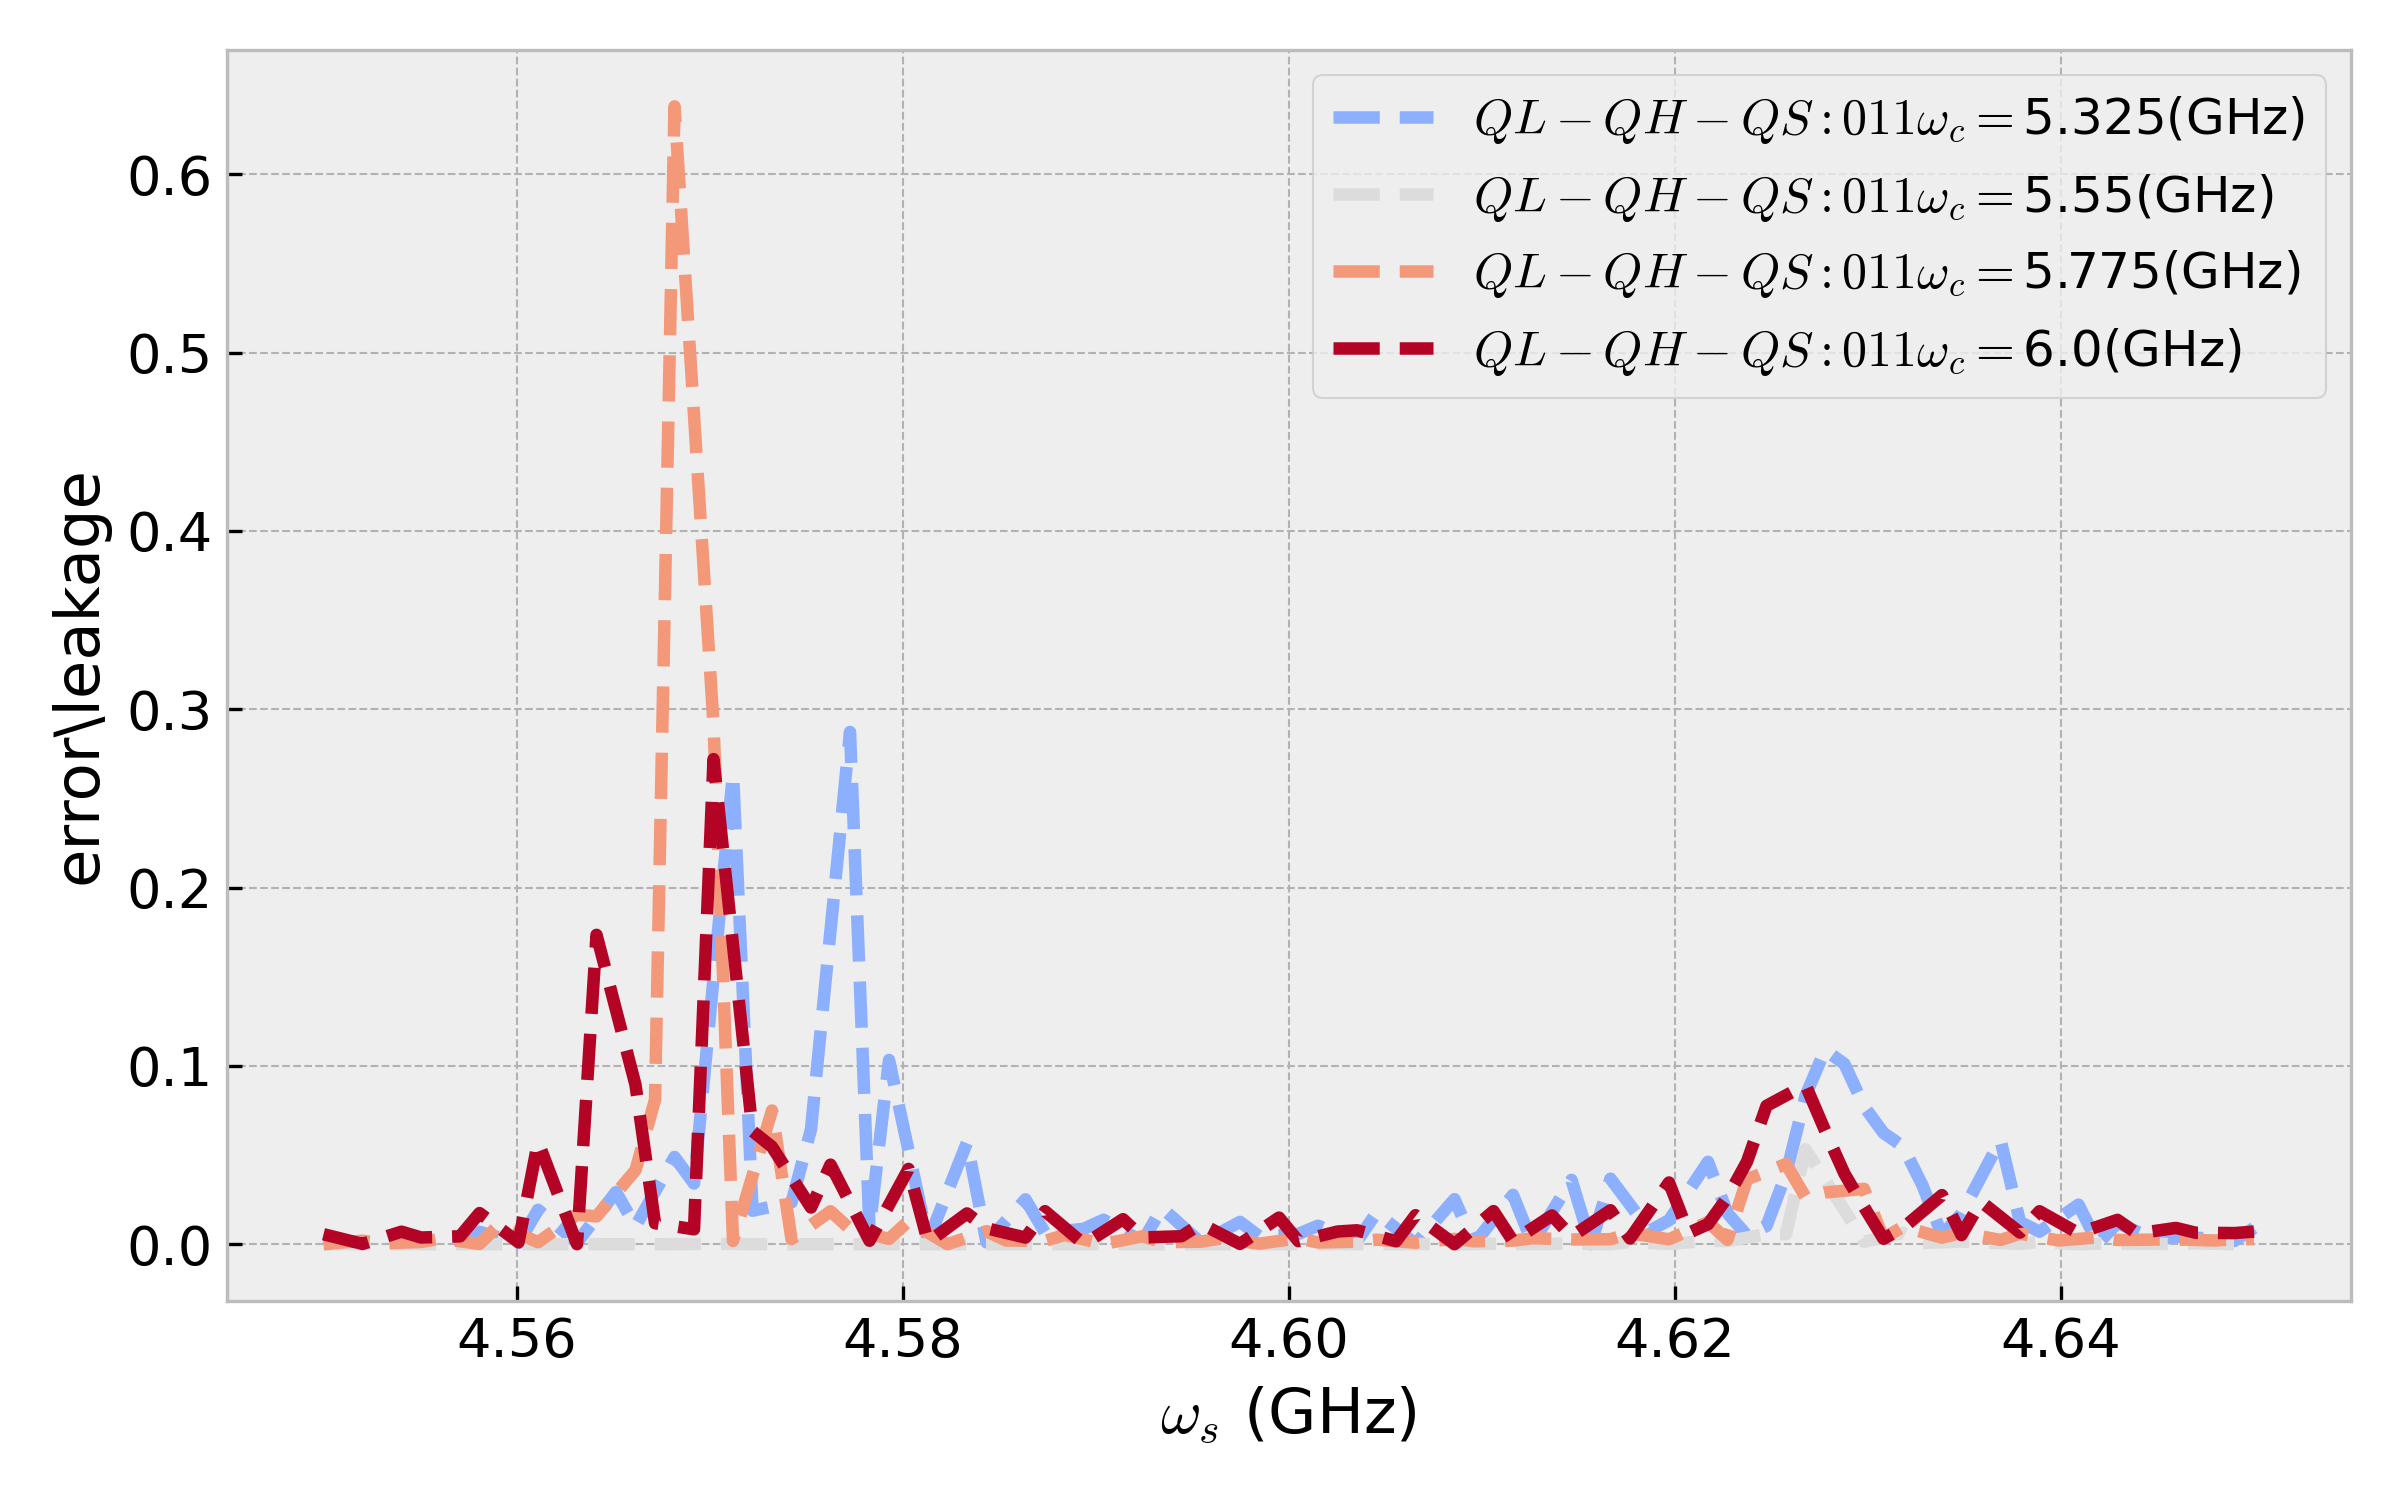 error\leakage
0.6
0.5
0.4
0.3
0.2
0.1
0.0
QL − QH − QS : 011ω_c = 5.325(GHz)
QL − QH − QS : 011ω_c = 5.55(GHz)
QL − QH − QS : 011ω_c = 5.775(GHz)
QL − QH − QS : 011ω_c = 6.0(GHz)
4.56 4.58 4.60 4.62 4.64
ω_s (GHz)